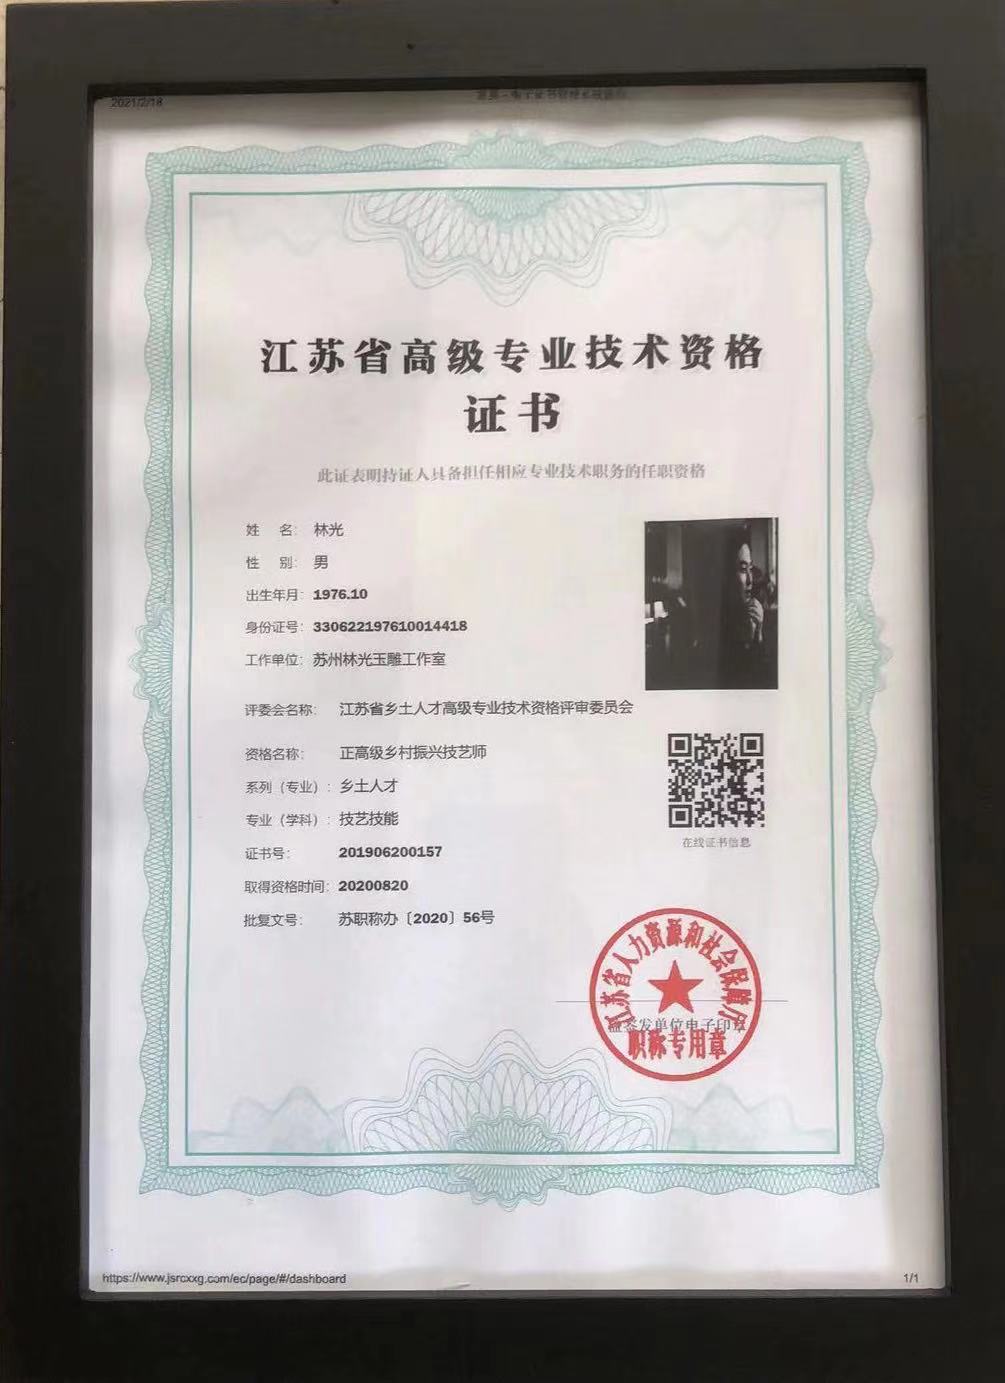 2021/2/18
江苏省高级专业技术资格
证书
此证表明持证人具备担任相应专业技术职务的任职资格
姓 名: 林光
性 别: 男
出生年月: 1976.10
身份证号: 330622197610014418
工作单位: 苏州林光玉雕工作室
评委会名称: 江苏省乡土人才高级专业技术资格评审委员会
资格名称: 正高级乡村振兴技艺师
系列（专业）: 乡土人才
专业（学科）: 技艺技能
证书号: 201906200157
取得资格时间: 20200820
批复文号: 苏职称办〔2020〕56号
在线证书信息
江苏省人力资源和社会保障厅
签发单位电子印章
职称专用章
https://www.jsrcxxg.com/ec/page/#/dashboard
1/1